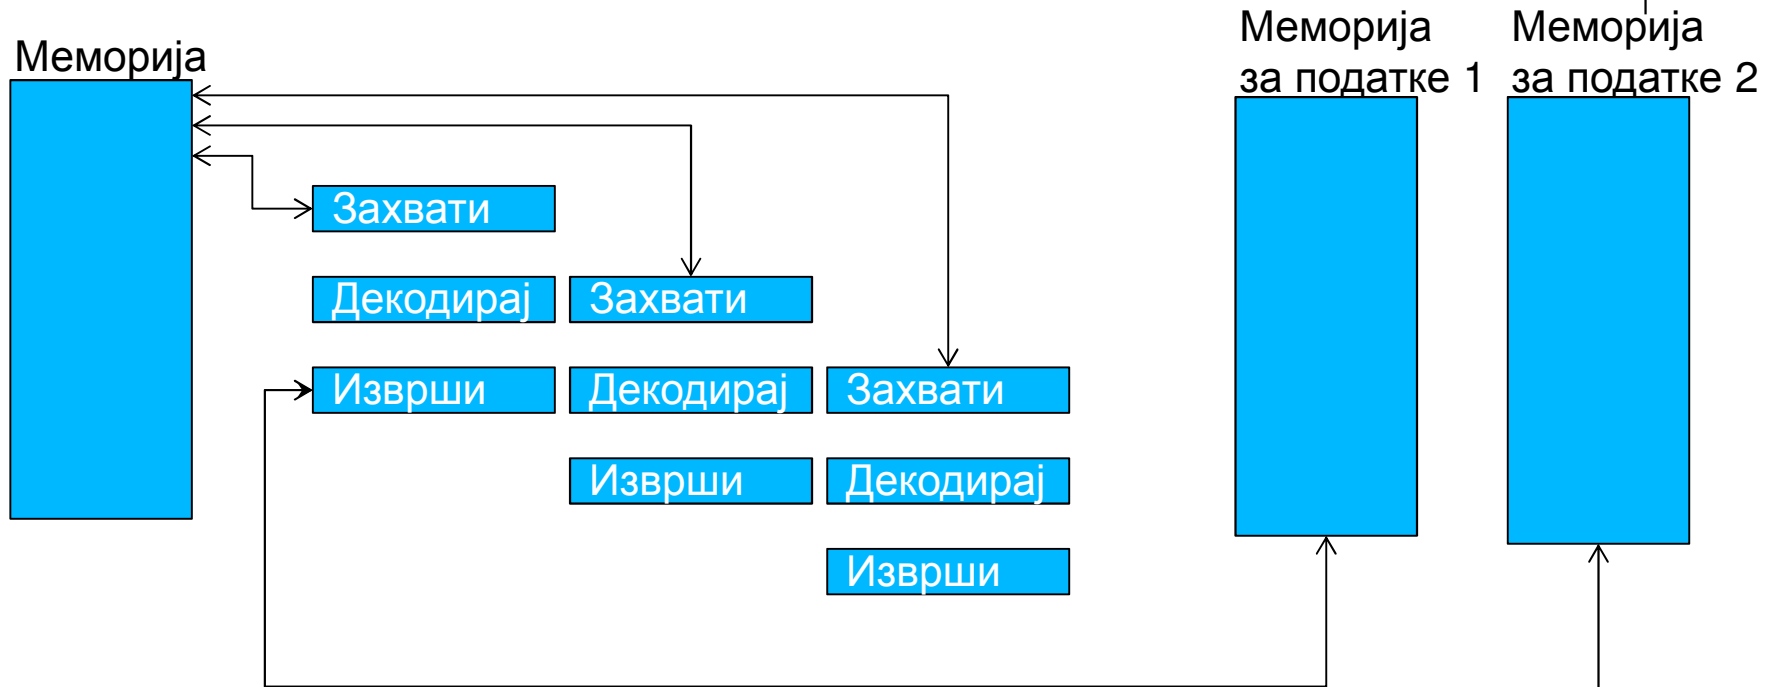 Меморија
Меморија
за податке 1
Меморија
за податке 2
Захвати
Декодирај
Захвати
Изврши
Декодирај
Захвати
Изврши
Декодирај
Изврши